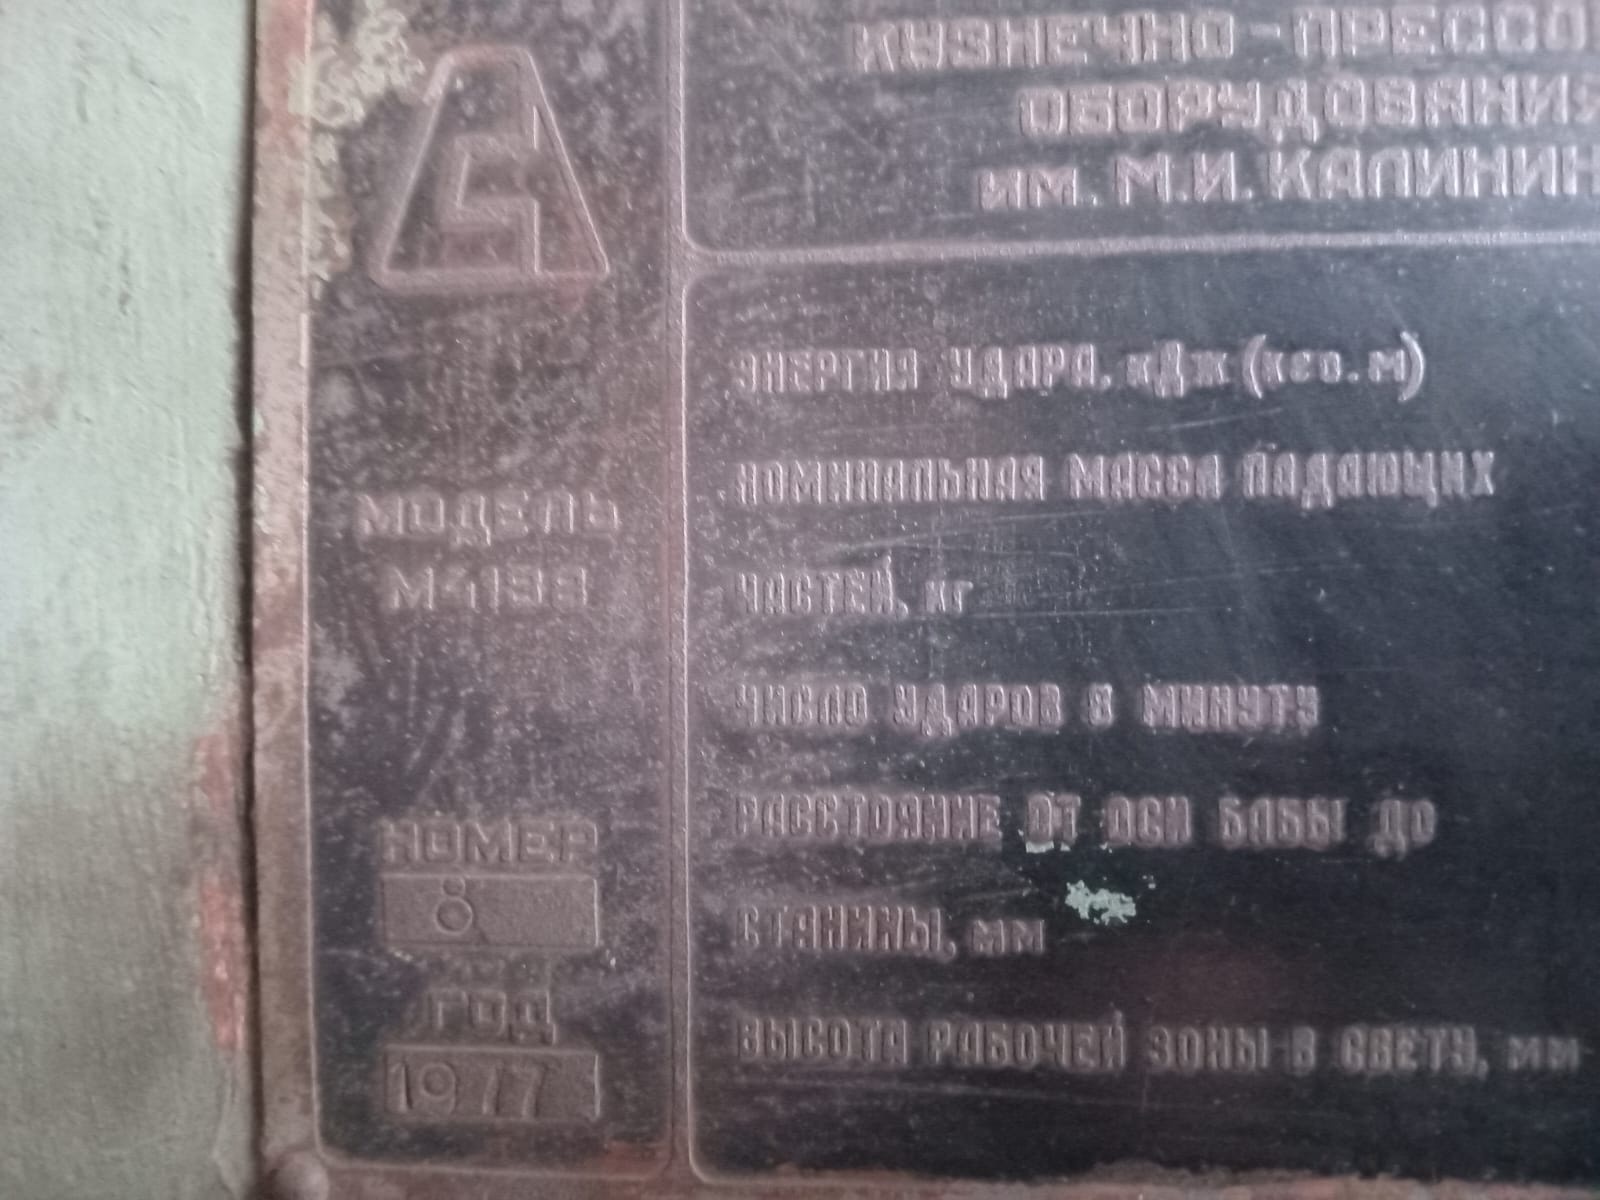 КУЗНЕЧНО-ПРЕССО
ОБОРУДОВАНИЯ
им. М.И. КАЛИНИН
МОДЕЛЬ
НОМЕР
8
ГОД
1977
ЭНЕРГИЯ УДАРА, кДж (кгс.м)
НОМИНАЛЬНАЯ МАССА ПАДАЮЩИХ
ЧАСТЕЙ, кг
ЧИСЛО УДАРОВ В МИНУТУ
РАССТОЯНИЕ ОТ ОСИ БАБЫ ДО
СТАНИНЫ, мм
ВЫСОТА РАБОЧЕЙ ЗОНЫ В СВЕТУ, мм